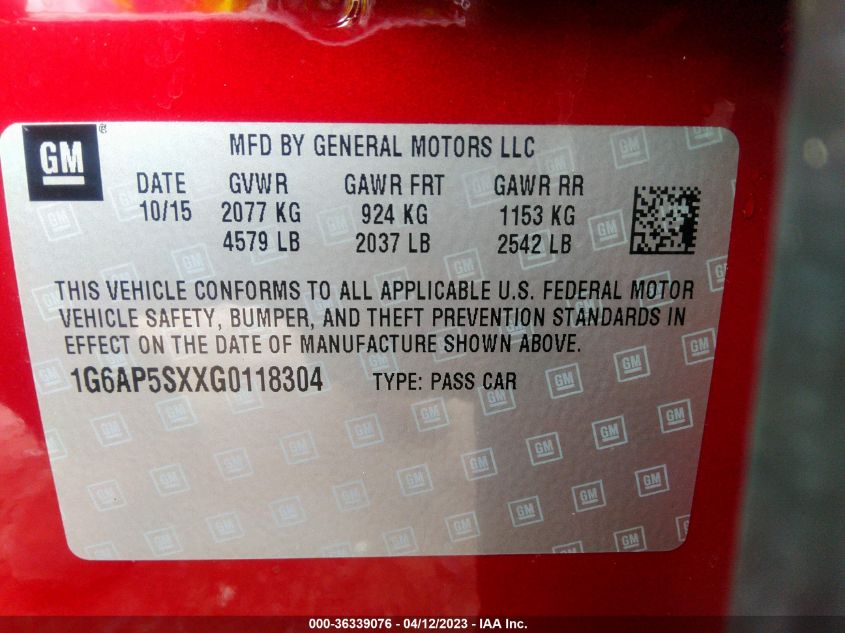 GM ®
MFD BY GENERAL MOTORS LLC
DATE GVWR GAWR FRT GAWR RR
10/15 2077 KG 924 KG 1153 KG
4579 LB 2037 LB 2542 LB
THIS VEHICLE CONFORMS TO ALL APPLICABLE U.S. FEDERAL MOTOR
VEHICLE SAFETY, BUMPER, AND THEFT PREVENTION STANDARDS IN
EFFECT ON THE DATE OF MANUFACTURE SHOWN ABOVE.
1G6AP5SXXG0118304 TYPE: PASS CAR
000-36339076 - 04/12/2023 - IAA Inc.